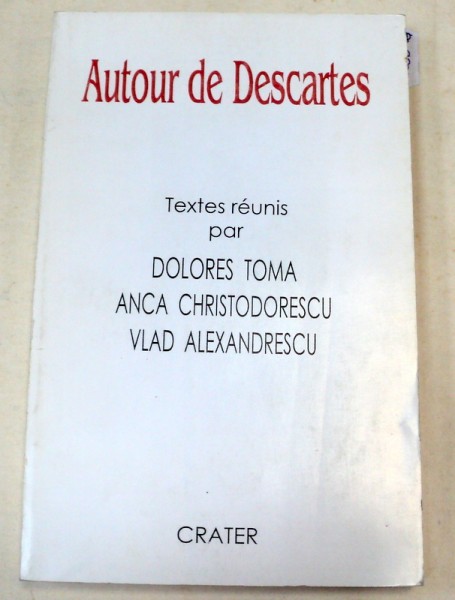 Autour de Descartes
Textes réunis
par
DOLORES TOMA
ANCA CHRISTODORESCU
VLAD ALEXANDRESCU
CRATER